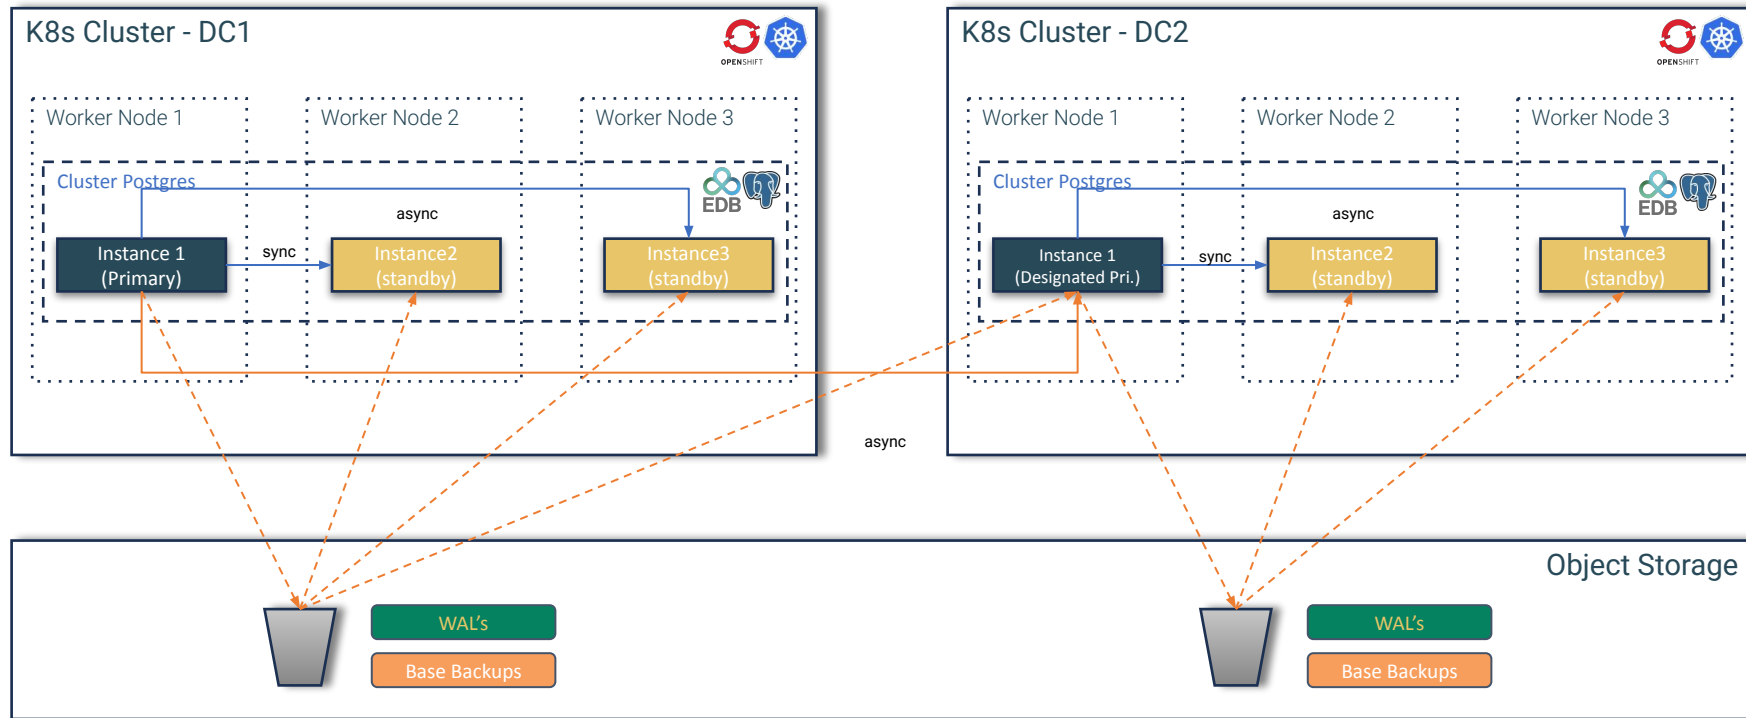 K8s Cluster - DC1
OPENSHIFT
Worker Node 1
Worker Node 2
Worker Node 3
Cluster Postgres
EDB
async
Instance 1
(Primary)
sync
Instance2
(standby)
Instance3
(standby)
K8s Cluster - DC2
OPENSHIFT
Worker Node 1
Worker Node 2
Worker Node 3
Cluster Postgres
EDB
async
Instance 1
(Designated Pri.)
sync
Instance2
(standby)
Instance3
(standby)
async
Object Storage
WAL's
Base Backups
WAL's
Base Backups